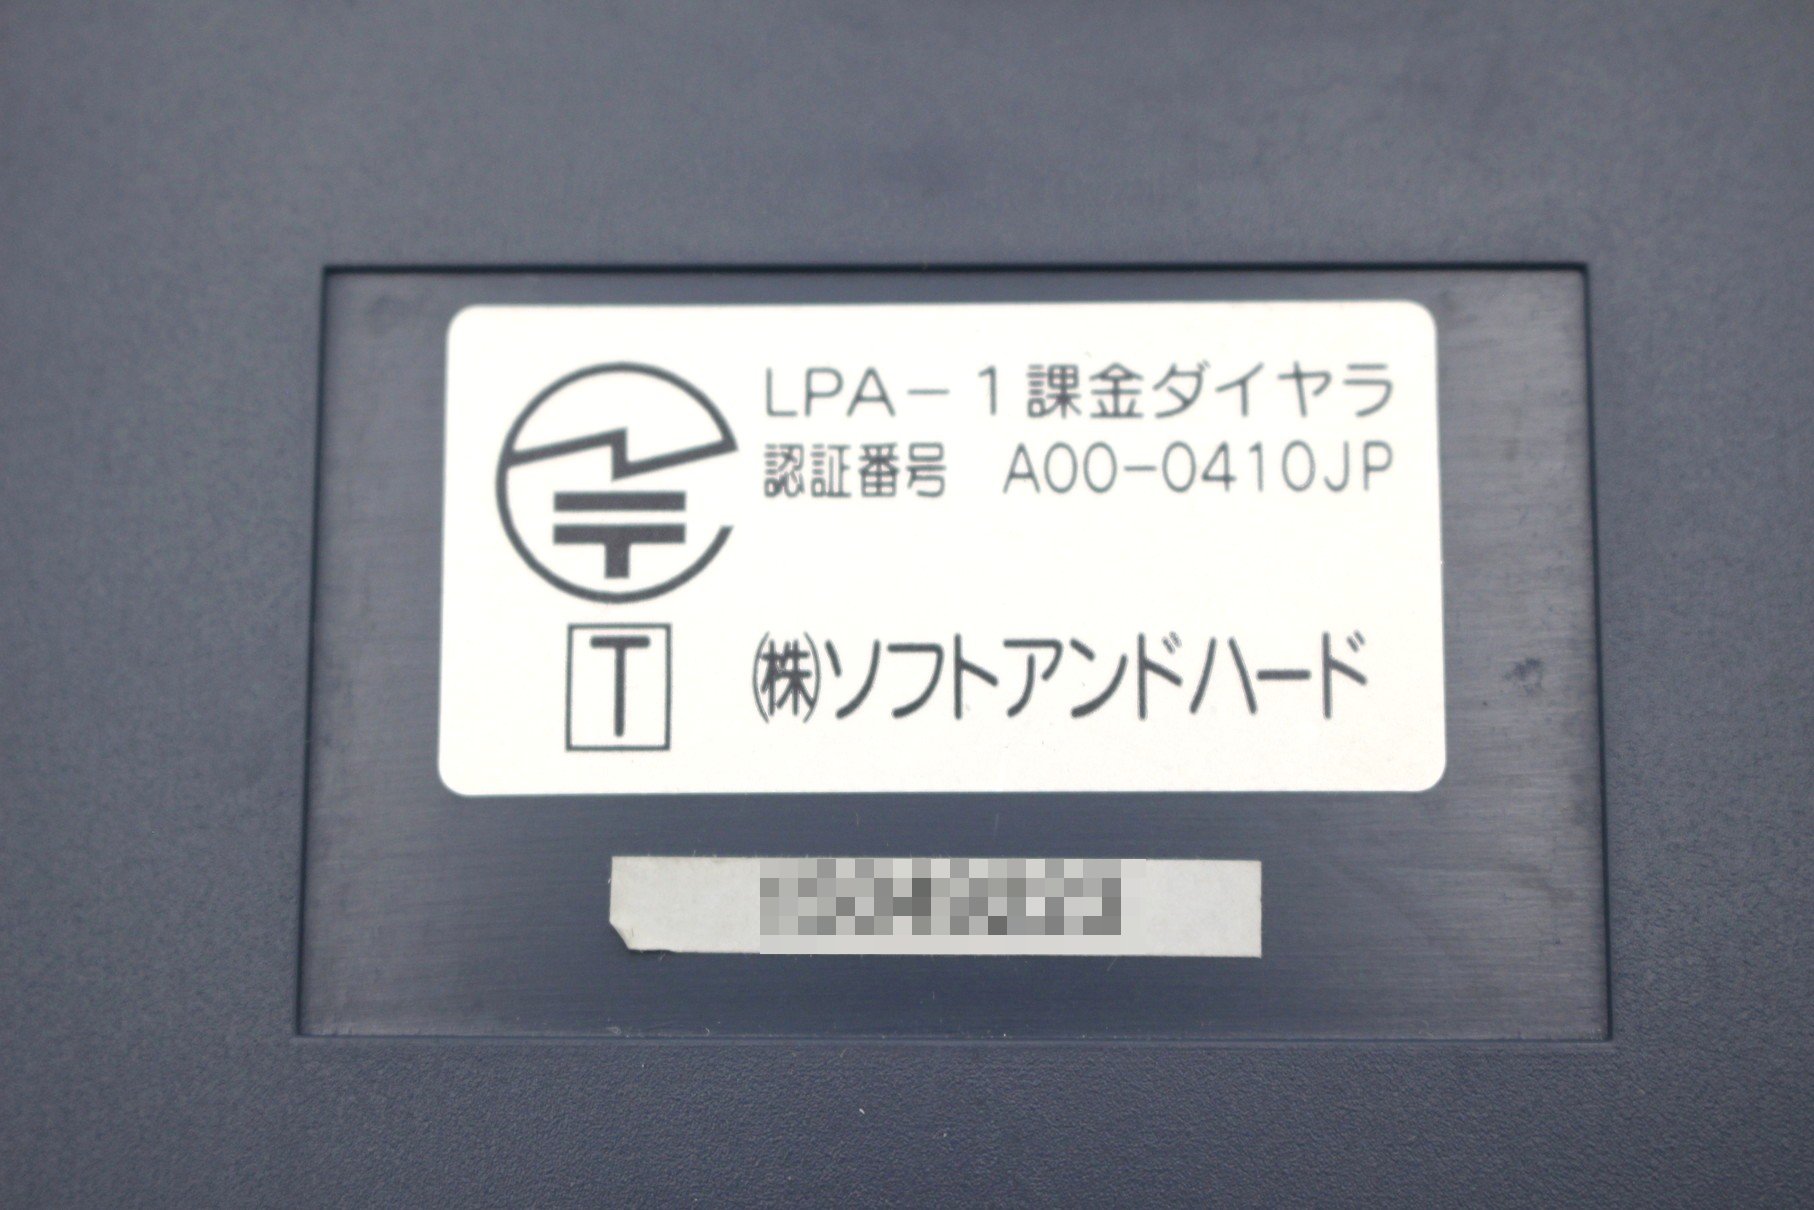 LPA-1課金ダイヤラ
認証番号 A00-0410JP
T
㈱ソフトアンドハード